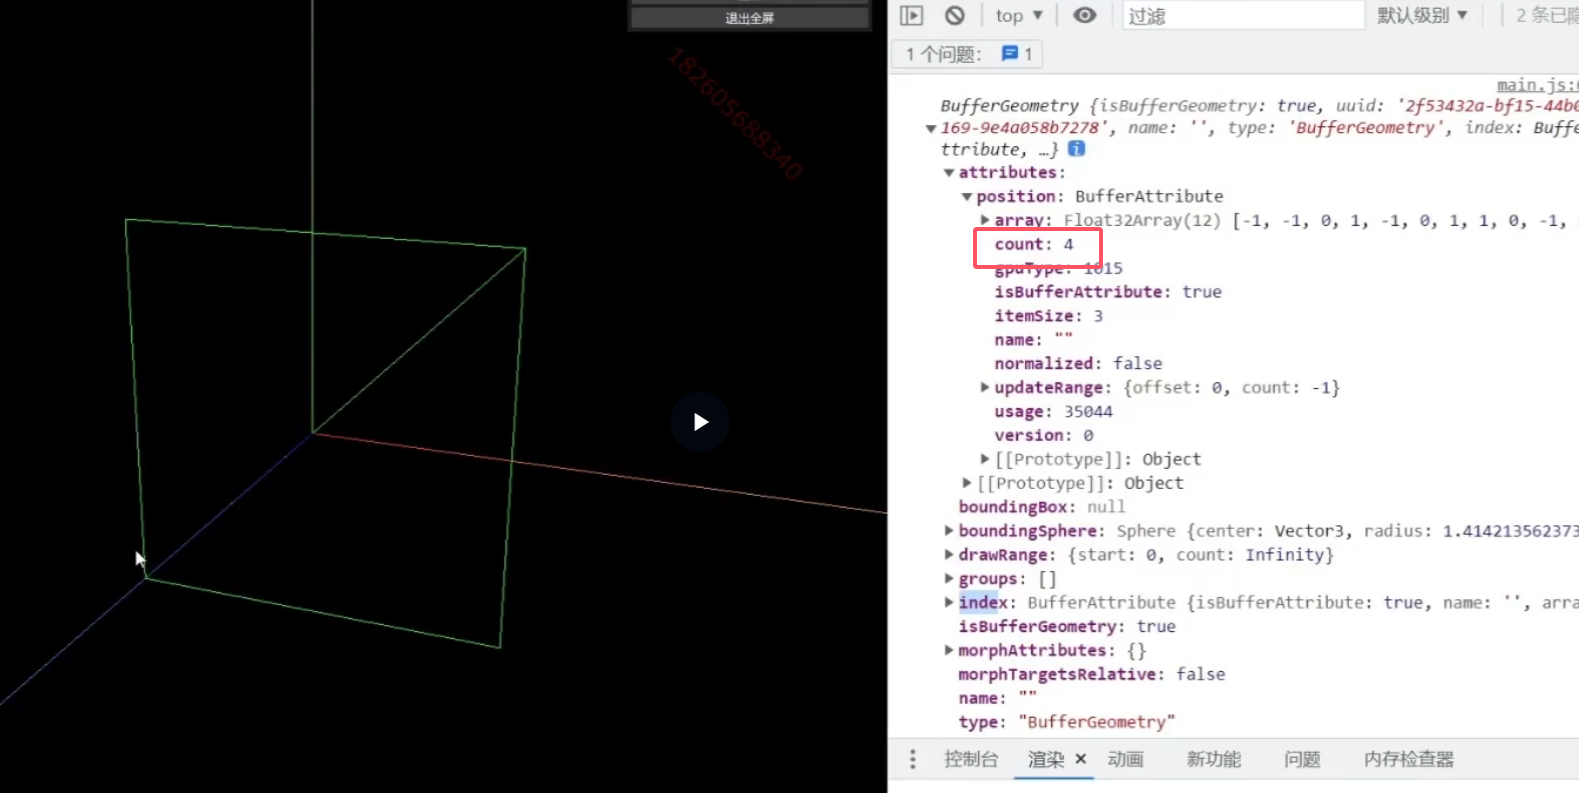 退出全屏
182605688340
top ▼
过滤
默认级别 ▼
2 条已隐
1 个问题: 1
main.js:6
BufferGeometry {isBufferGeometry: true, uuid: '2f53432a-bf15-44b0
▼169-9e4a058b7278', name: '', type: 'BufferGeometry', index: Buffe
ttribute, …} i
▼attributes:
▼position: BufferAttribute
▶array: Float32Array(12) [-1, -1, 0, 1, -1, 0, 1, 1, 0, -1,
count: 4
gpuType: 1015
isBufferAttribute: true
itemSize: 3
name: ""
normalized: false
▶updateRange: {offset: 0, count: -1}
usage: 35044
version: 0
▶[[Prototype]]: Object
▶[[Prototype]]: Object
boundingBox: null
▶boundingSphere: Sphere {center: Vector3, radius: 1.414213562373
▶drawRange: {start: 0, count: Infinity}
▶groups: []
▶index: BufferAttribute {isBufferAttribute: true, name: '', arra
isBufferGeometry: true
▶morphAttributes: {}
morphTargetsRelative: false
name: ""
type: "BufferGeometry"
控制台 渲染 × 动画 新功能 问题 内存检查器